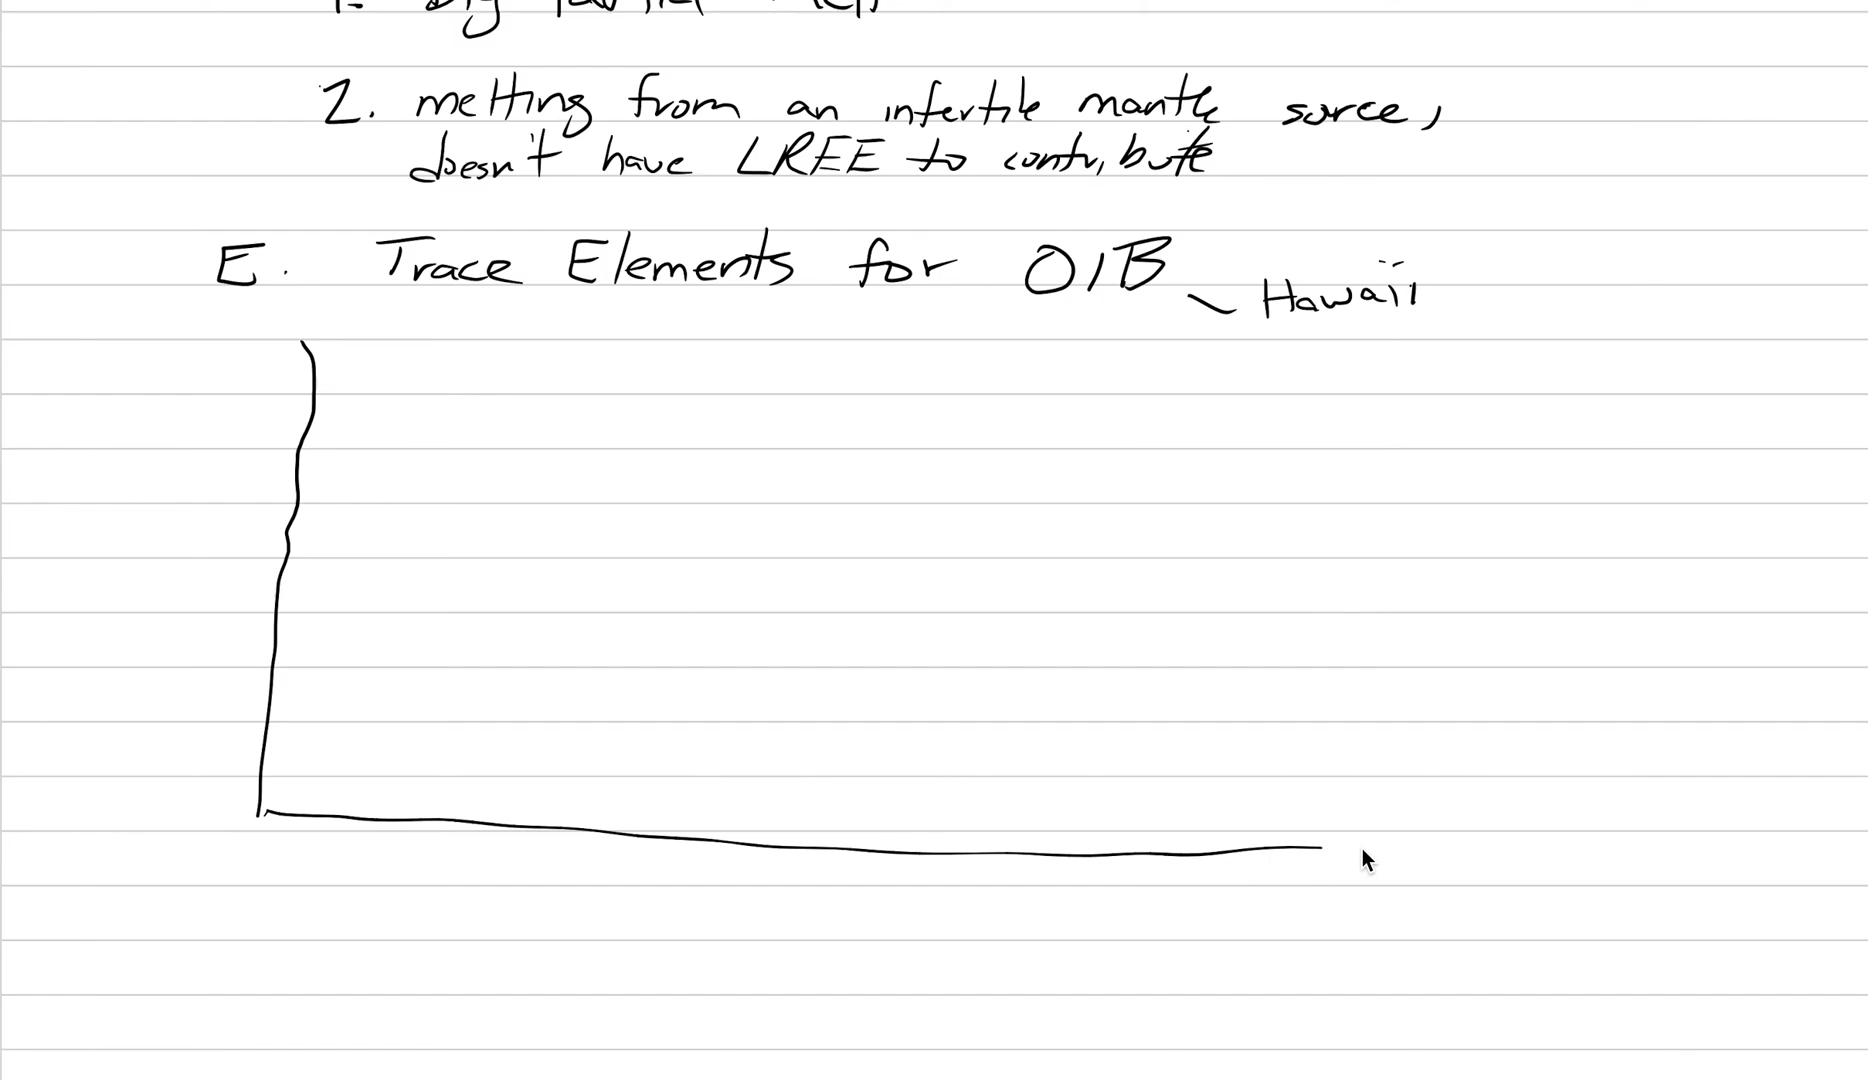 2. melting from an infertile mantle sorce,
doesn't have LREE to contribute
E. Trace Elements for OIB
Hawaii